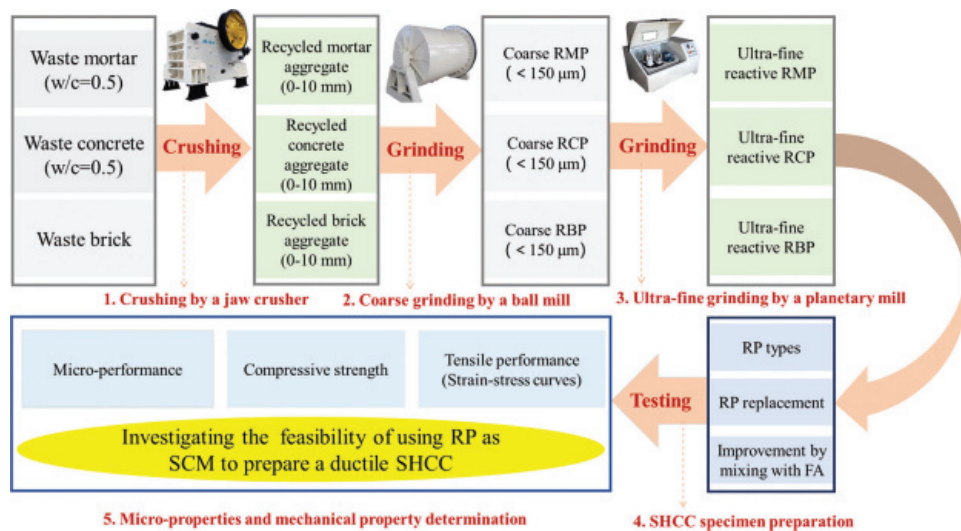 Waste mortar
(w/c=0.5)
Waste concrete
(w/c=0.5)
Waste brick
Crushing
Recycled mortar
aggregate
(0-10 mm)
Recycled
concrete
aggregate
(0-10 mm)
Recycled brick
aggregate
(0-10 mm)
Grinding
Coarse RMP
(< 150 μm)
Coarse RCP
(< 150 μm)
Coarse RBP
(< 150 μm)
Grinding
Ultra-fine
reactive RMP
Ultra-fine
reactive RCP
Ultra-fine
reactive RBP
1. Crushing by a jaw crusher
2. Coarse grinding by a ball mill
3. Ultra-fine grinding by a planetary mill
RP types
RP replacement
Improvement by
mixing with FA
Testing
Micro-performance
Compressive strength
Tensile performance
(Strain-stress curves)
Investigating the feasibility of using RP as
SCM to prepare a ductile SHCC
5. Micro-properties and mechanical property determination
4. SHCC specimen preparation